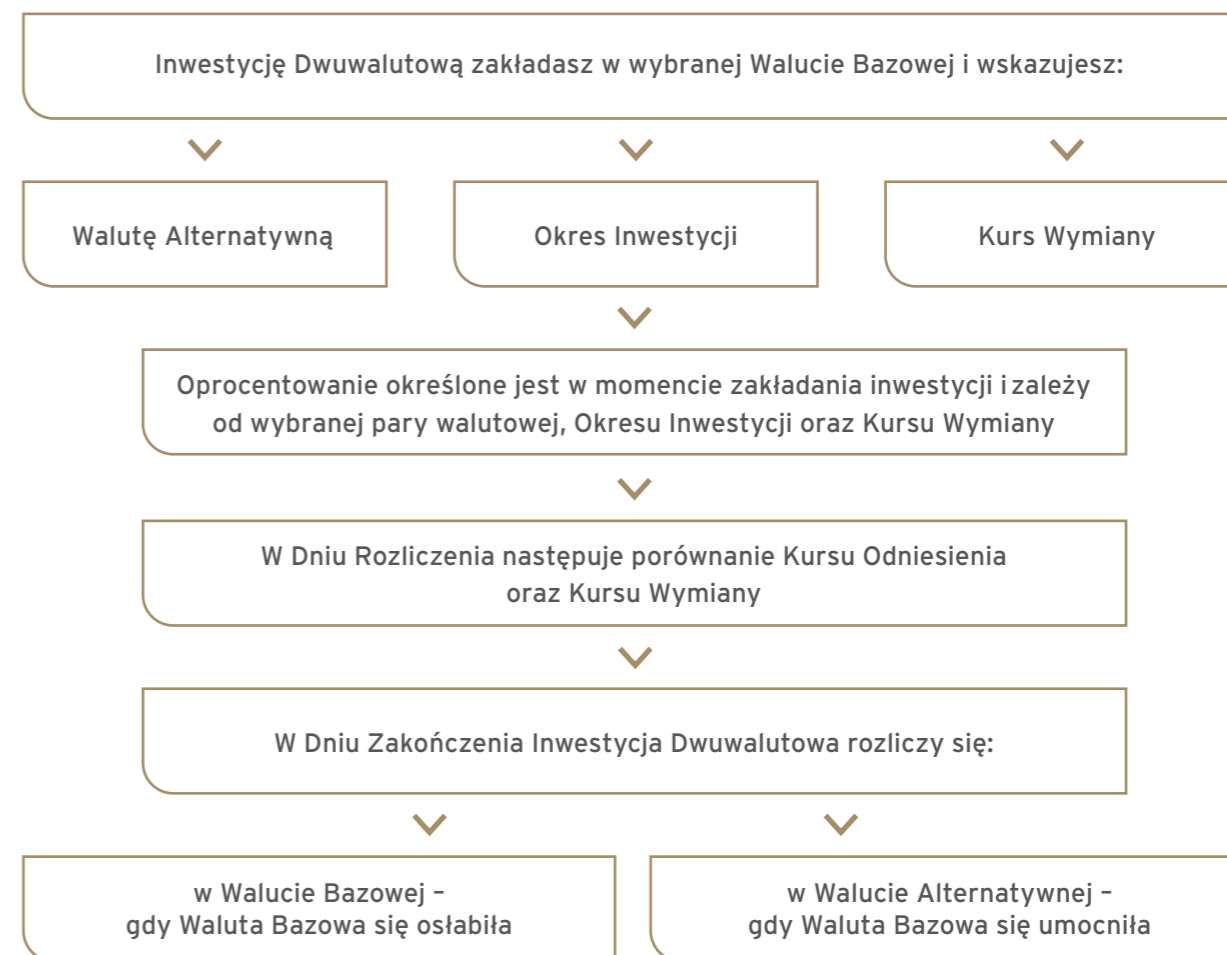 Inwestycję Dwuwalutową zakładasz w wybranej Walucie Bazowej i wskazujesz:
Walutę Alternatywną
Okres Inwestycji
Kurs Wymiany
Oprocentowanie określone jest w momencie zakładania inwestycji i zależy
od wybranej pary walutowej, Okresu Inwestycji oraz Kursu Wymiany
W Dniu Rozliczenia następuje porównanie Kursu Odniesienia
oraz Kursu Wymiany
W Dniu Zakończenia Inwestycja Dwuwalutowa rozliczy się:
w Walucie Bazowej –
gdy Waluta Bazowa się osłabiła
w Walucie Alternatywnej –
gdy Waluta Bazowa się umocniła